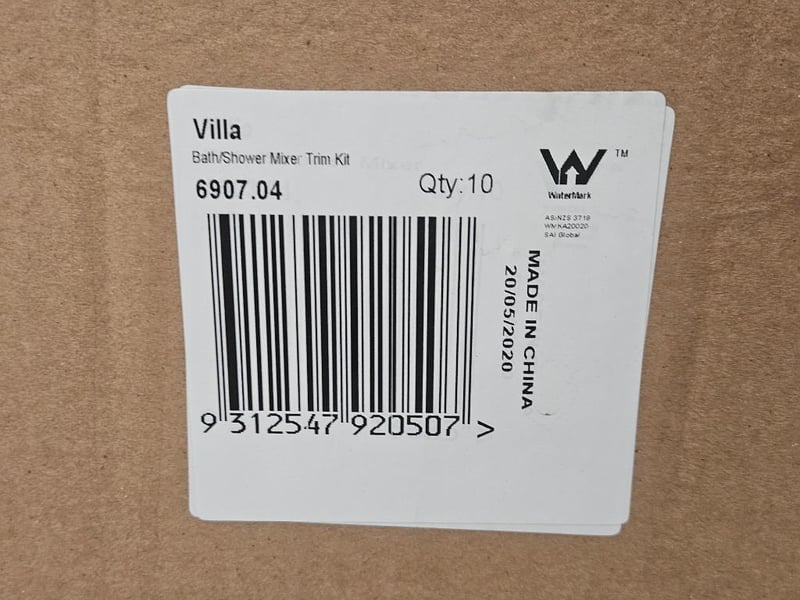 Villa
Bath/Shower Mixer Trim Kit
6907.04
Qty:10
TM
WaterMark
AS/NZS 3718
WMKA20020
SAI Global
MADE IN CHINA
20/05/2020
9 312547 920507 >